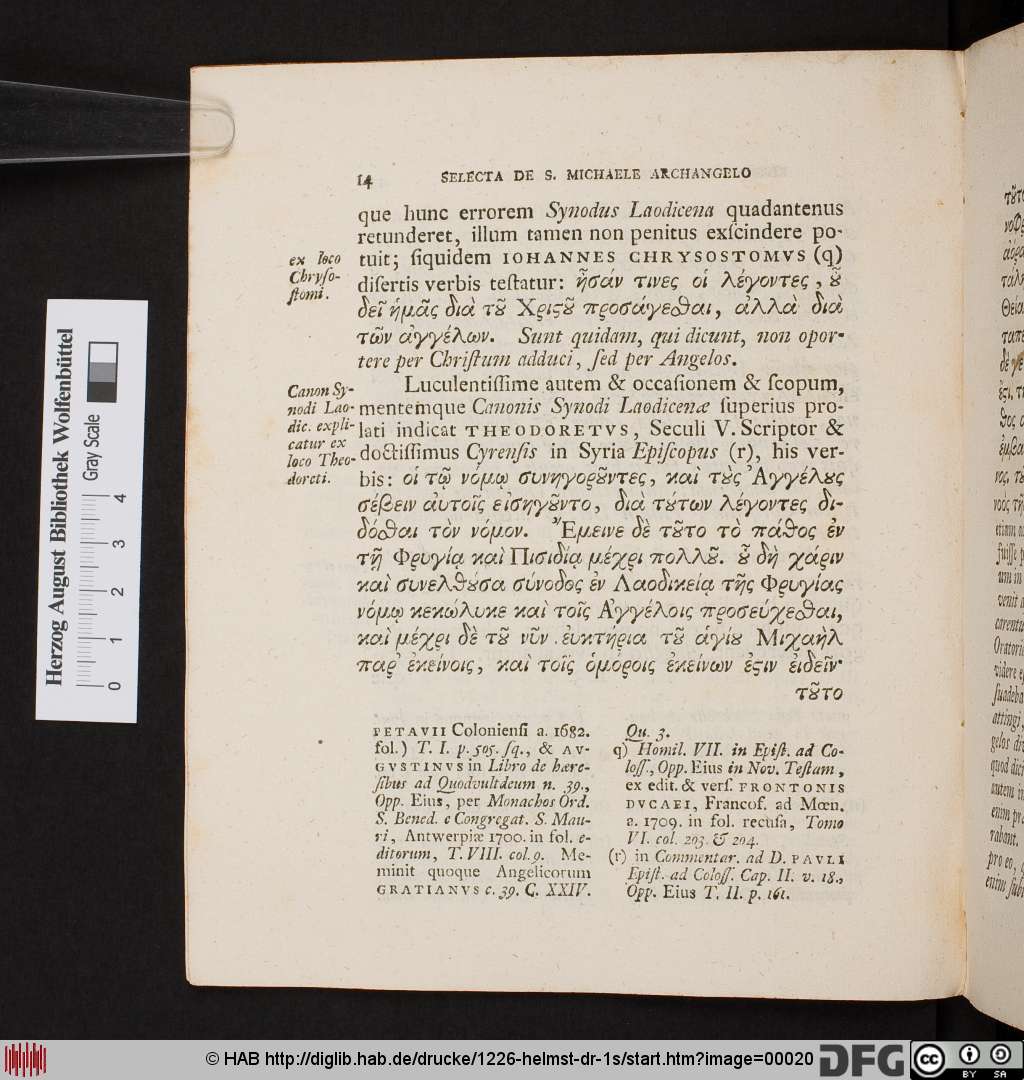 14 SELECTA DE S. MICHAELE ARCHANGELO
que hunc errorem Synodus Laodicena quadantenus
retunderet, illum tamen non penitus exſcindere po-
tuit; ſiquidem IOHANNES CHRYSOSTOMVS (q)
diſertis verbis teſtatur: ἦσάν τινες οἱ λέγοντες, ȣ̃
δεῖ ἡμᾶς διὰ τȣ̃ Χριϛȣ̃ προσάγεσθαι, ἀλλὰ διὰ
τῶν ἀγγέλων. Sunt quidam, qui dicunt, non opor-
tere per Chriſtum adduci, ſed per Angelos.
ex loco
Chryſo-
ſtomi.
Luculentiſſime autem & occaſionem & ſcopum,
mentemque Canonis Synodi Laodicenæ ſuperius pro-
lati indicat THEODORETVS, Seculi V. Scriptor &
doctiſſimus Cyrenſis in Syria Epiſcopus (r), his ver-
bis: οἱ τῷ νόμῳ συνηγορȣ̃ντες, καὶ τȣ̀ς Ἀγγέλȣς
σέβειν αὐτοῖς εἰσηγȣ̃ντο, διὰ τȣ́των λέγοντες δι-
δόσθαι τὸν νόμον. Ἔμεινε δὲ τȣ̃το τὸ πάθος ἐν
τῇ Φρυγίᾳ καὶ Πισιδίᾳ μέχρι πολλȣ̃. ȣ̃ δὴ χάριν
καὶ συνελθȣ̃σα σύνοδος ἐν Λαοδικείᾳ τῆς Φρυγίας
νόμῳ κεκώλυκε καὶ τοῖς Ἀγγέλοις προσεύχεσθαι,
καὶ μέχρι δὲ τȣ̃ νῦν εὐκτήρια τȣ̃ ἁγίȣ Μιχαὴλ
παρ' ἐκείνοις, καὶ τοῖς ὁμόροις ἐκείνων ἐϛιν ἰδεῖν·
τȣ̃το
Canon Sy-
nodi Lao-
dic. expli-
catur ex
loco Theo-
doreti.
PETAVII Colonienſi a. 1682.
fol.) T. I. p. 505. ſq., & AV-
GVSTINVS in Libro de hære-
ſibus ad Quodvultdeum n. 39.,
Opp. Eius, per Monachos Ord.
S. Bened. e Congregat. S. Mau-
ri, Antwerpiæ 1700. in fol. e-
ditorum, T. VIII. col. 9. Me-
minit quoque Angelicorum
GRATIANVS c. 39. C. XXIV.
Qu. 3.
q) Homil. VII. in Epiſt. ad Co-
loſſ., Opp. Eius in Nov. Teſtam.,
ex edit. & verſ. FRONTONIS
DVCAEI, Francof. ad Mœn.
a. 1709. in fol. recuſa, Tomo
VI. col. 203. & 204.
(r) in Commentar. ad D. PAVLI
Epiſt. ad Coloſſ. Cap. II. v. 18.,
Opp. Eius T. II. p. 161.
Herzog August Bibliothek Wolfenbüttel
Gray Scale
0 1 2 3 4
© HAB http://diglib.hab.de/drucke/1226-helmst-dr-1s/start.htm?image=00020
DFG
cc BY SA